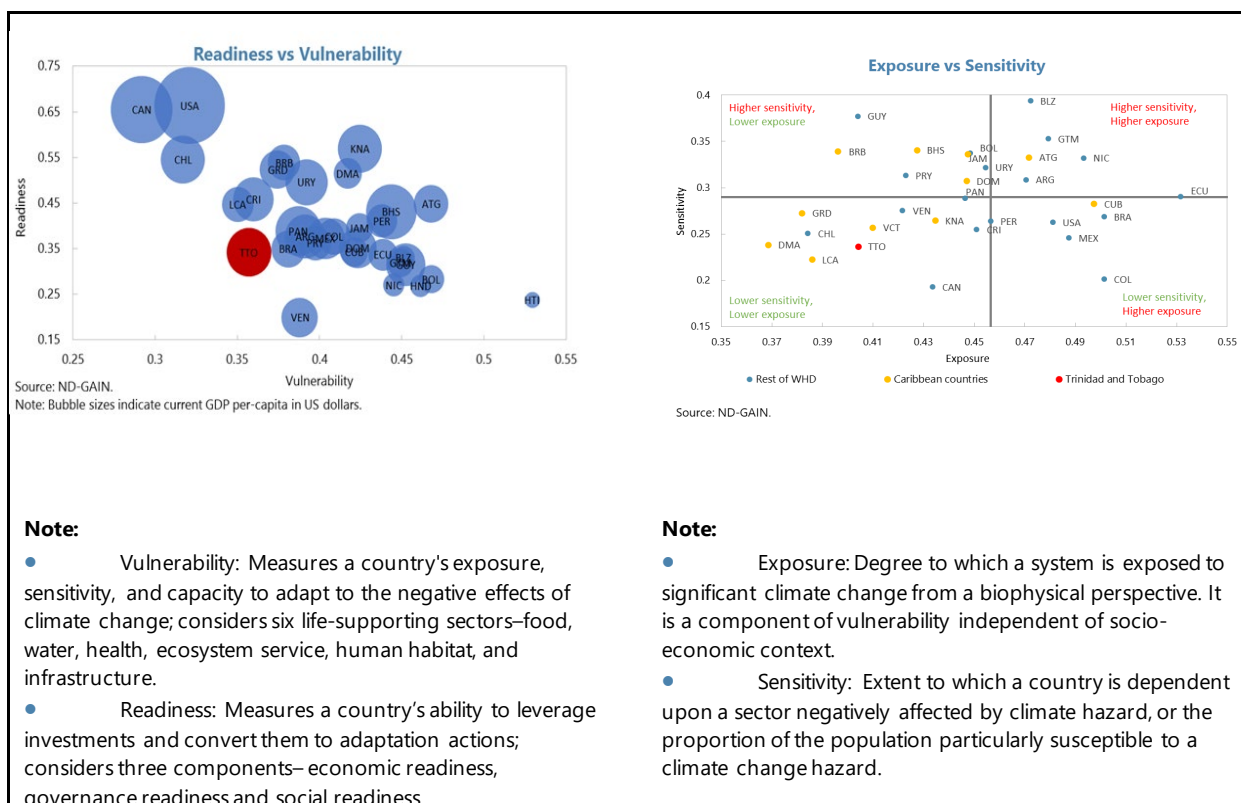 Readiness vs Vulnerability
0.75
0.65
0.55
0.45
0.35
0.25
0.15
Readiness
CAN
USA
CHL
KNA
BRB
GRD
DMA
URY
CRI
LCA
BHS
ATG
PER
PAN
ARG
MEX
COL
PRY
JAM
BRA
DOM
CUB
TTO
ECU
BLZ
GUY
NIC
HND
BOL
HTI
VEN
0.25 0.3 0.35 0.4 0.45 0.5 0.55
Vulnerability
Source: ND-GAIN.
Note: Bubble sizes indicate current GDP per-capita in US dollars.
Exposure vs Sensitivity
0.4
0.35
0.3
0.25
0.2
0.15
Sensitivity
Higher sensitivity,
Lower exposure
Higher sensitivity,
Higher exposure
BLZ
GUY
GTM
BRB
BHS
BOL
JAM
ATG
NIC
URY
PRY
DOM
ARG
PAN
ECU
CUB
GRD
VEN
KNA
PER
BRA
CHL
VCT
CRI
USA
MEX
DMA
TTO
LCA
CAN
COL
Lower sensitivity,
Lower exposure
Lower sensitivity,
Higher exposure
0.35 0.37 0.39 0.41 0.43 0.45 0.47 0.49 0.51 0.53 0.55
Exposure
Rest of WHD
Caribbean countries
Trinidad and Tobago
Source: ND-GAIN.
Note:
• Vulnerability: Measures a country's exposure,
sensitivity, and capacity to adapt to the negative effects of
climate change; considers six life-supporting sectors–food,
water, health, ecosystem service, human habitat, and
infrastructure.
• Readiness: Measures a country's ability to leverage
investments and convert them to adaptation actions;
considers three components– economic readiness,
governance readiness and social readiness
Note:
• Exposure: Degree to which a system is exposed to
significant climate change from a biophysical perspective. It
is a component of vulnerability independent of socio-
economic context.
• Sensitivity: Extent to which a country is dependent
upon a sector negatively affected by climate hazard, or the
proportion of the population particularly susceptible to a
climate change hazard.